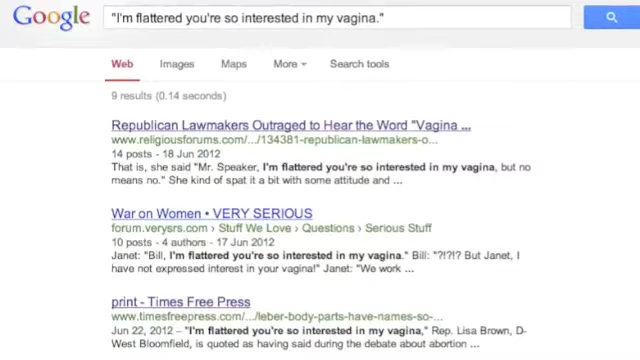 Google "I'm flattered you're so interested in my vagina."
Web Images Maps More Search tools
9 results (0.14 seconds)
Republican Lawmakers Outraged to Hear the Word "Vagina ...
www.religiousforums.com/.../134381-republican-lawmakers-o...
14 posts - 18 Jun 2012
That is, she said "Mr. Speaker, I'm flattered you're so interested in my vagina, but no
means no." She kind of spat it a bit with some attitude and ...
War on Women • VERY SERIOUS
forum.verysrs.com › Stuff We Love › Questions › Serious Stuff
10 posts - 4 authors - 17 Jun 2012
Janet: "Bill, I'm flattered you're so interested in my vagina." Bill: "?!?!? But Janet, I
have not expressed interest in your vagina!" Janet: "We work ...
print - Times Free Press
www.timesfreepress.com/.../leber-body-parts-have-names-so-...
Jun 22, 2012 – "I'm flattered you're so interested in my vagina," Rep. Lisa Brown, D-
West Bloomfield, is quoted as having said during the debate about abortion ...